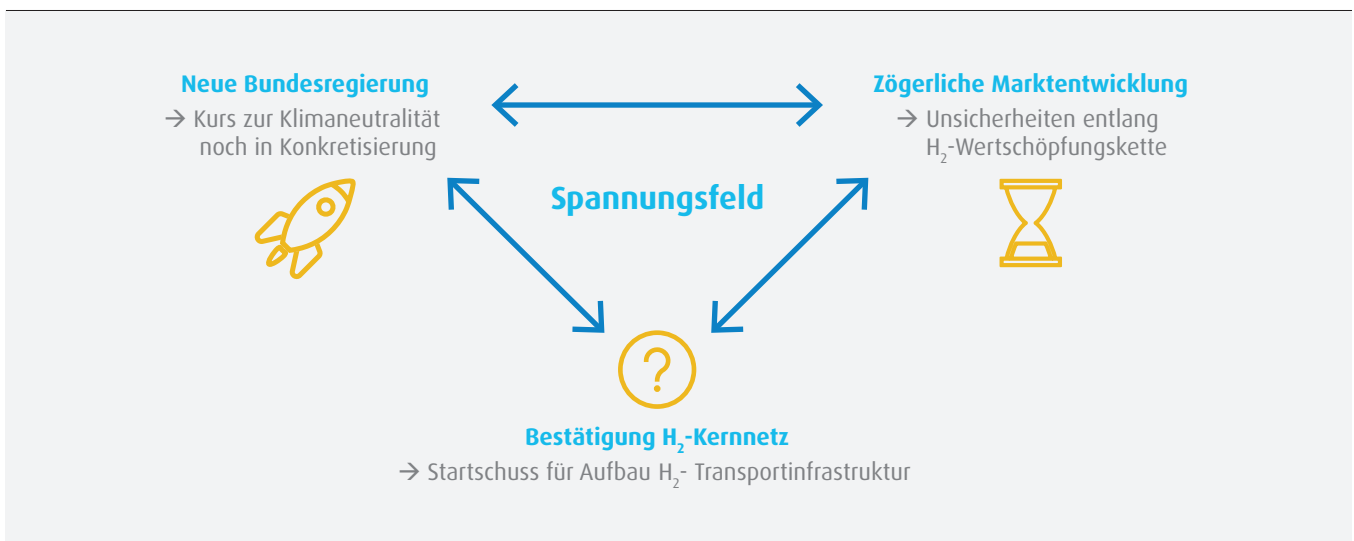 Neue Bundesregierung
→ Kurs zur Klimaneutralität
noch in Konkretisierung
Zögerliche Marktentwicklung
→ Unsicherheiten entlang
H₂-Wertschöpfungskette
Spannungsfeld
?
Bestätigung H₂-Kernnetz
→ Startschuss für Aufbau H₂- Transportinfrastruktur